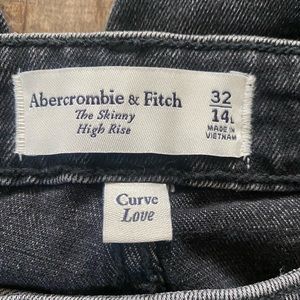 Abercrombie & Fitch
The Skinny
High Rise
32
14L
MADE IN
VIETNAM
Curve
Love